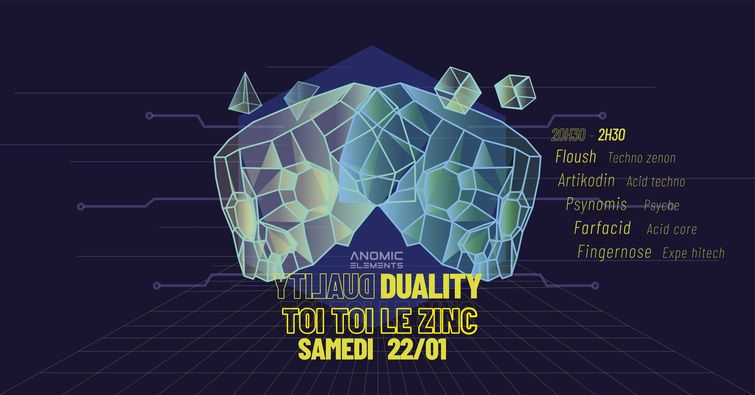 20H30 - 2H30
Floush Techno zenon
Artikodin Acid techno
Psynomis Psyche
Farfacid Acid core
Fingernose Expe hitech
ANOMIC
ELEMENTS
DUALITY DUALITY
TOI TOI LE ZINC
SAMEDI 22/01